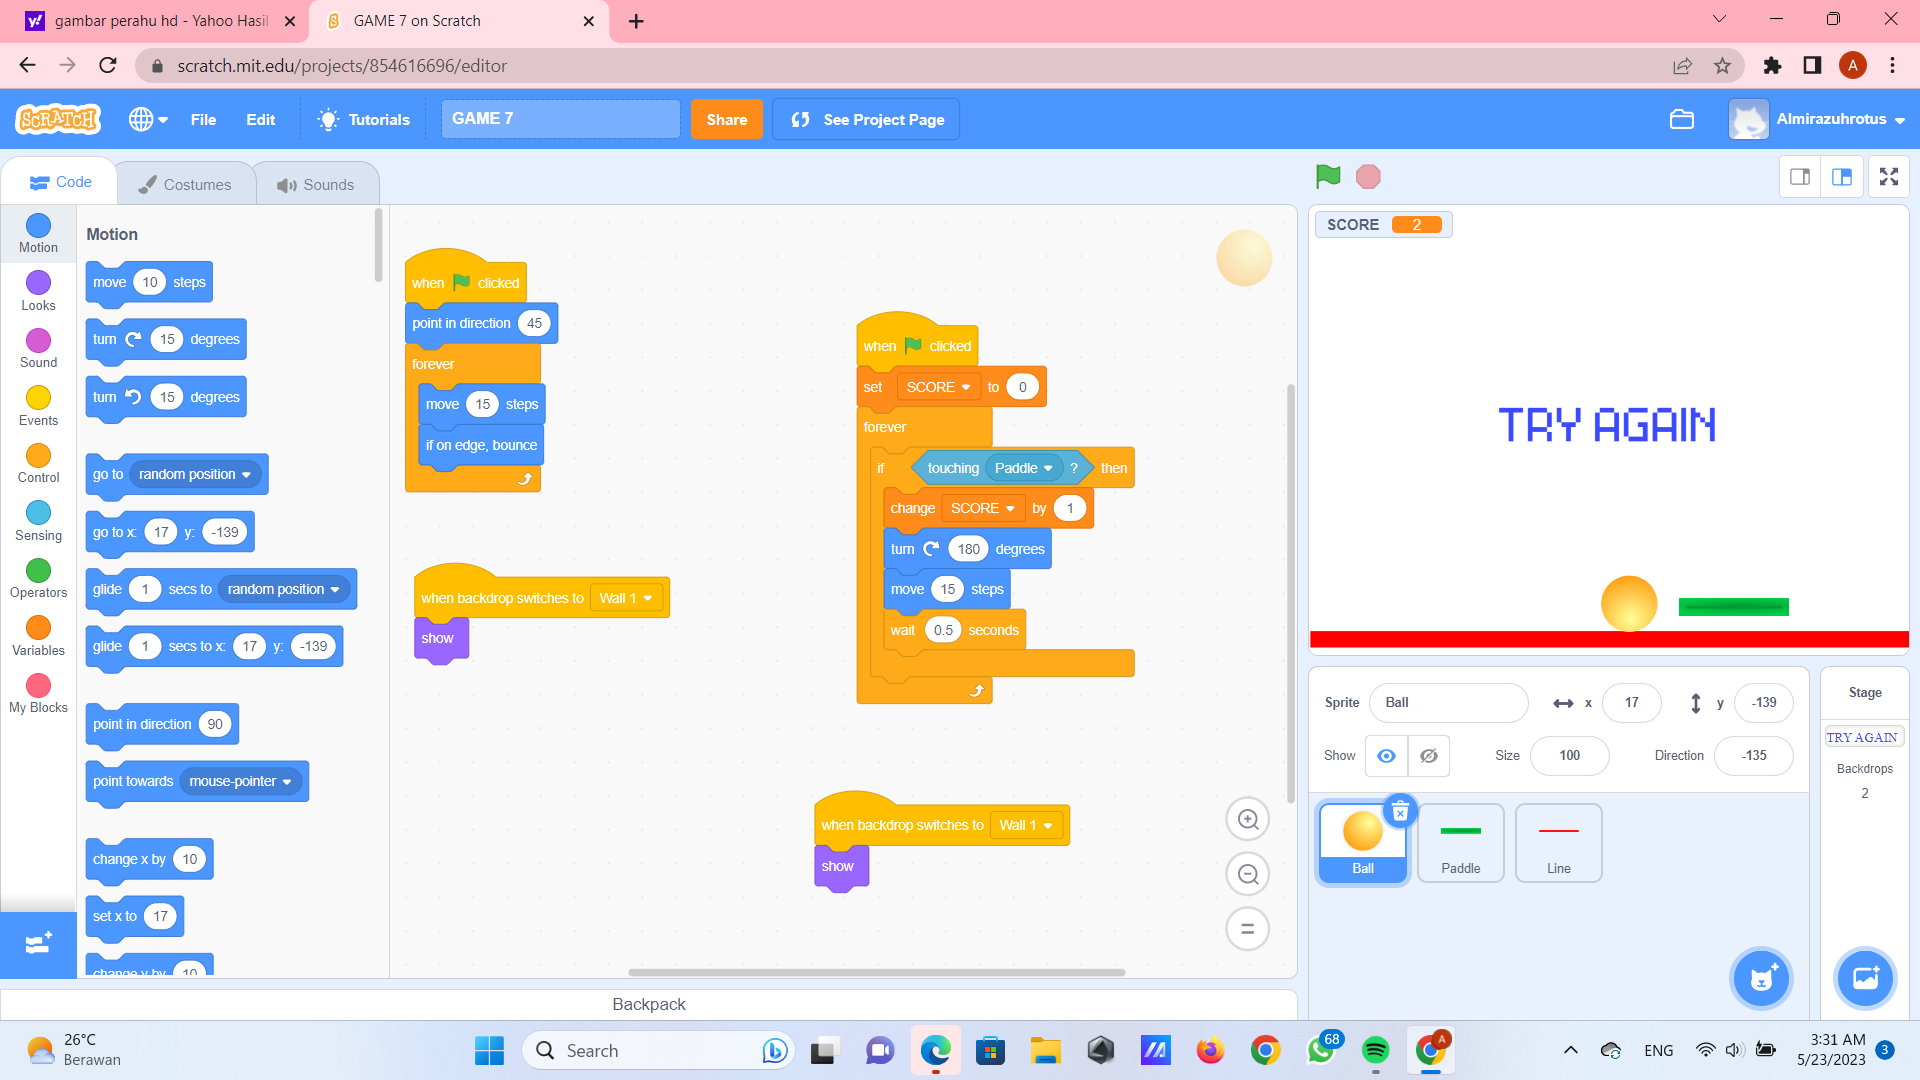 gambar perahu hd - Yahoo Hasil
GAME 7 on Scratch
scratch.mit.edu/projects/854616696/editor
A
SCRATCH
File
Edit
Tutorials
GAME 7
Share
See Project Page
Almirazuhrotus
Code
Costumes
Sounds
Motion
Looks
Sound
Events
Control
Sensing
Operators
Variables
My Blocks
Motion
move 10 steps
turn 15 degrees
turn 15 degrees
go to random position
go to x: 17 y: -139
glide 1 secs to random position
glide 1 secs to x: 17 y: -139
point in direction 90
point towards mouse-pointer
change x by 10
set x to 17
change y by 10
when clicked
point in direction 45
forever
move 15 steps
if on edge, bounce
when backdrop switches to Wall 1
show
when clicked
set SCORE to 0
forever
if touching Paddle ? then
change SCORE by 1
turn 180 degrees
move 15 steps
wait 0.5 seconds
when backdrop switches to Wall 1
show
SCORE 2
TRY AGAIN
Sprite Ball x 17 y -139
Show Size 100 Direction -135
Ball
Paddle
Line
Stage
TRY AGAIN
Backdrops
2
Backpack
26°C
Berawan
Search
68
A
ENG
3:31 AM
5/23/2023
3